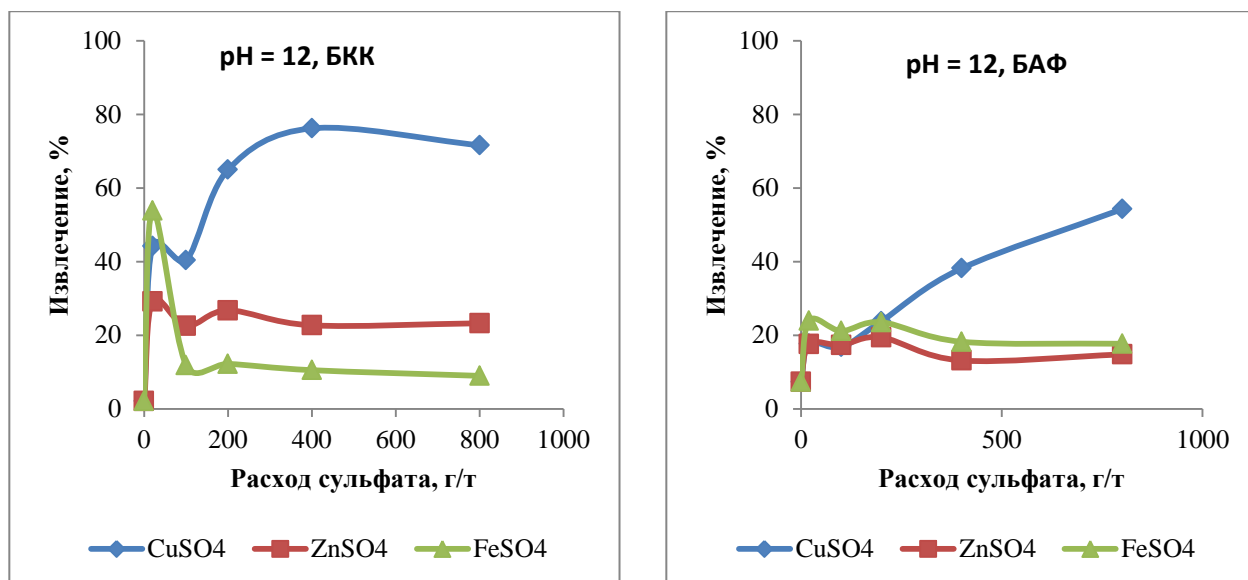 pH = 12, БКК
Извлечение, %
100
80
60
40
20
0
0 200 400 600 800 1000
Расход сульфата, г/т
CuSO4 ZnSO4 FeSO4
pH = 12, БАФ
Извлечение, %
100
80
60
40
20
0
0 500 1000
Расход сульфата, г/т
CuSO4 ZnSO4 FeSO4